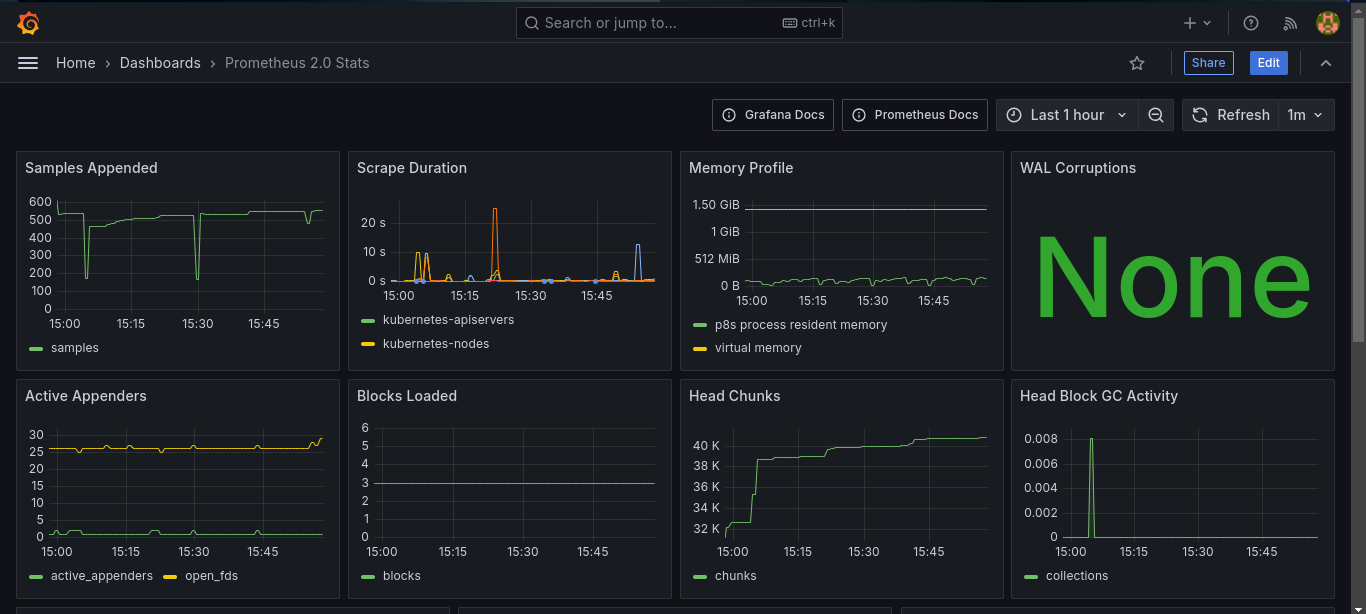 Search or jump to... ctrl+k
Home › Dashboards › Prometheus 2.0 Stats
Share Edit
Grafana Docs Prometheus Docs Last 1 hour Refresh 1m
Samples Appended
600
500
400
300
200
100
0
15:00 15:15 15:30 15:45
samples
Scrape Duration
20 s
10 s
0 s
15:00 15:15 15:30 15:45
kubernetes-apiservers
kubernetes-nodes
Memory Profile
1.50 GiB
1 GiB
512 MiB
0 B
15:00 15:15 15:30 15:45
p8s process resident memory
virtual memory
WAL Corruptions
None
Active Appenders
30
25
20
15
10
5
0
15:00 15:15 15:30 15:45
active_appenders open_fds
Blocks Loaded
6
5
4
3
2
1
0
15:00 15:15 15:30 15:45
blocks
Head Chunks
40 K
38 K
36 K
34 K
32 K
15:00 15:15 15:30 15:45
chunks
Head Block GC Activity
0.008
0.006
0.004
0.002
0
15:00 15:15 15:30 15:45
collections